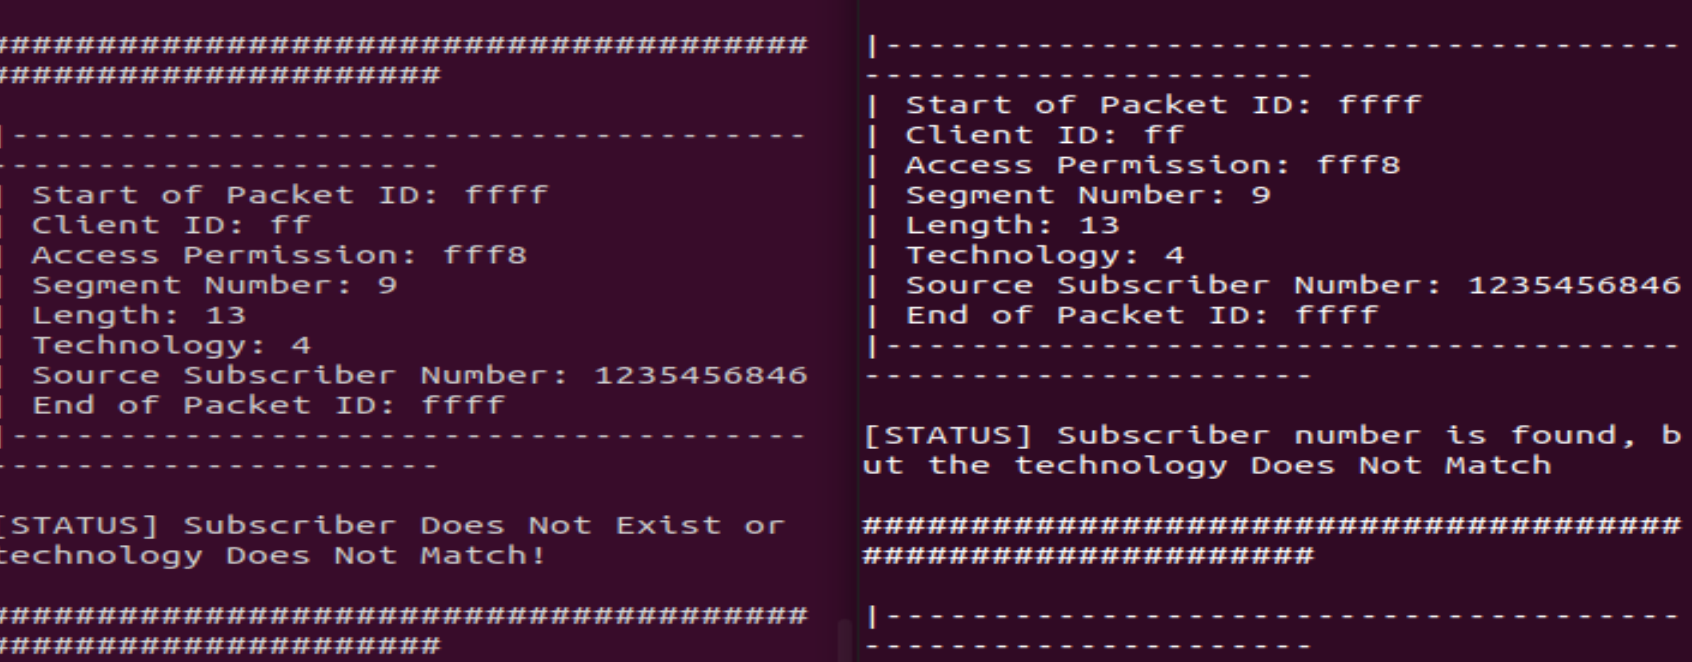 ######################################
#####################
|-------------------------------------
---------------------
| Start of Packet ID: ffff
| Client ID: ff
| Access Permission: fff8
| Segment Number: 9
| Length: 13
| Technology: 4
| Source Subscriber Number: 1235456846
| End of Packet ID: ffff
|-------------------------------------
---------------------
[STATUS] Subscriber Does Not Exist or
technology Does Not Match!
######################################
#####################
|-------------------------------------
---------------------
| Start of Packet ID: ffff
| Client ID: ff
| Access Permission: fff8
| Segment Number: 9
| Length: 13
| Technology: 4
| Source Subscriber Number: 1235456846
| End of Packet ID: ffff
|-------------------------------------
---------------------
[STATUS] Subscriber number is found, b
ut the technology Does Not Match
######################################
#####################
|-------------------------------------
---------------------